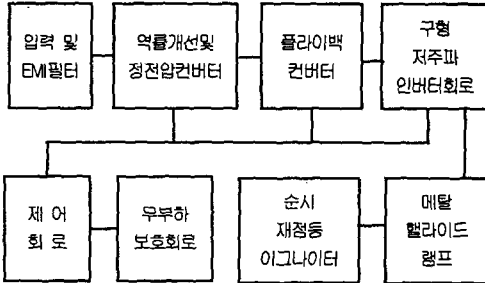 입력 및
EMI필터
역률개선및
정전압컨버터
플라이백
컨버터
구형
저주파
인버터회로
제 어
회 로
무부하
보호회로
순시
재점등
이그나이터
메탈
핼라이드
램프